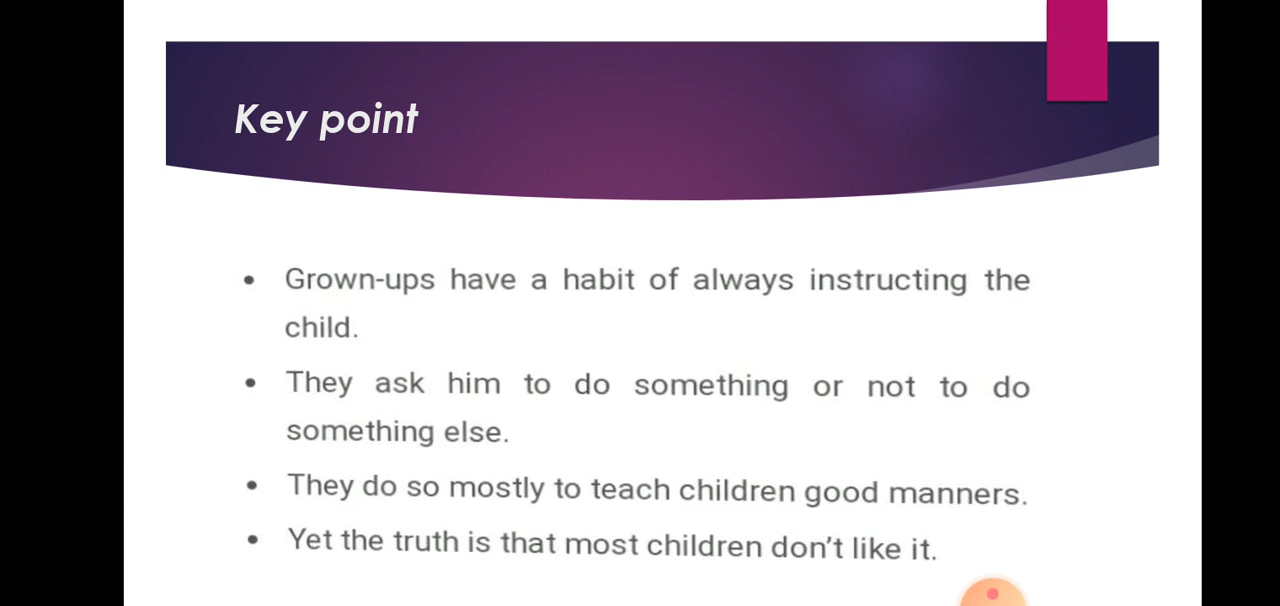 Key point
• Grown-ups have a habit of always instructing the
child.
• They ask him to do something or not to do
something else.
• They do so mostly to teach children good manners.
• Yet the truth is that most children don’t like it.